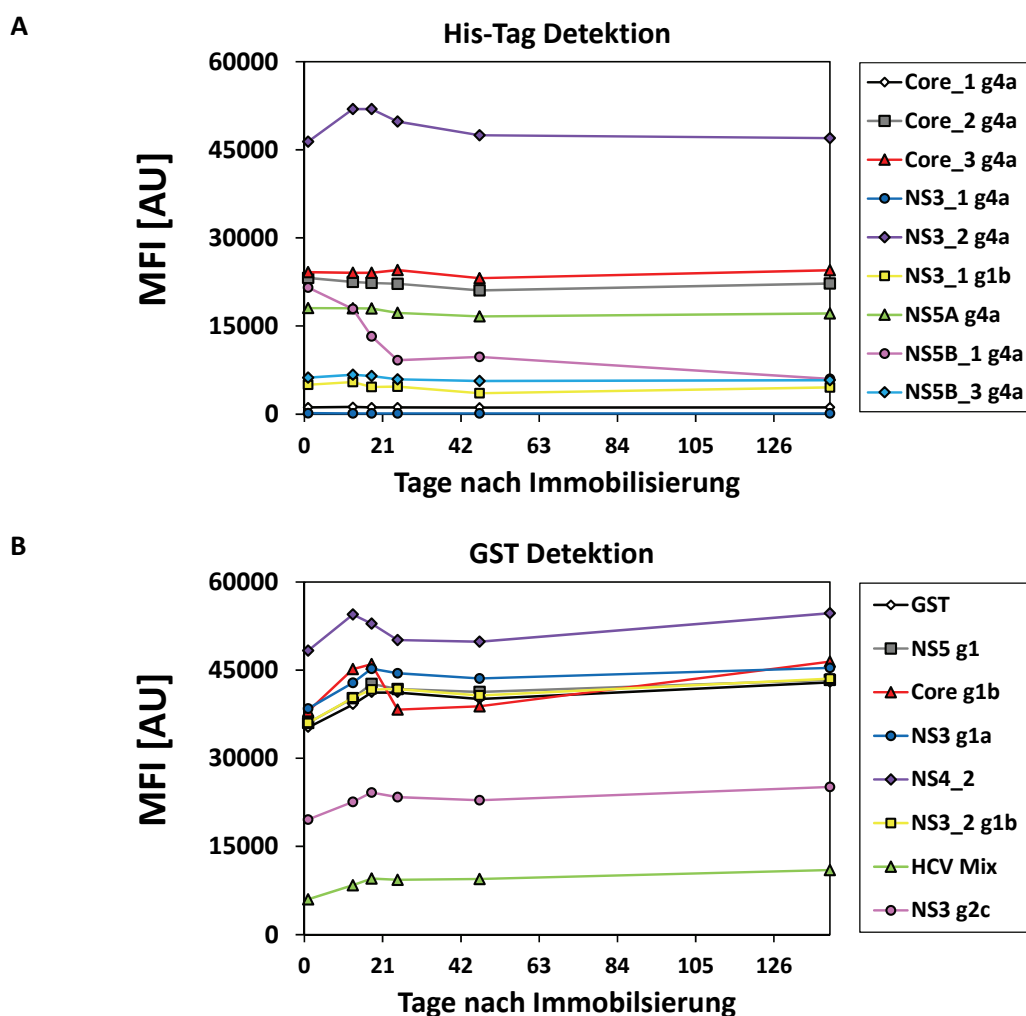 A
His-Tag Detektion
MFI [AU]
60000
45000
30000
15000
0
0 21 42 63 84 105 126
Tage nach Immobilisierung
Core_1 g4a
Core_2 g4a
Core_3 g4a
NS3_1 g4a
NS3_2 g4a
NS3_1 g1b
NS5A g4a
NS5B_1 g4a
NS5B_3 g4a
B
GST Detektion
MFI [AU]
60000
45000
30000
15000
0
0 21 42 63 84 105 126
Tage nach Immobilsierung
GST
NS5 g1
Core g1b
NS3 g1a
NS4_2
NS3_2 g1b
HCV Mix
NS3 g2c